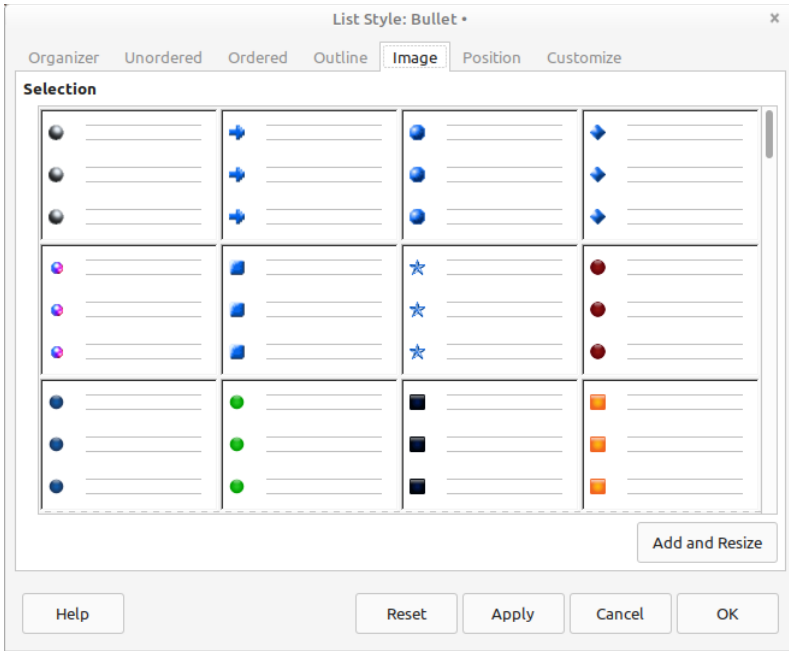 List Style: Bullet •
Organizer Unordered Ordered Outline Image Position Customize
Selection
Add and Resize
Help Reset Apply Cancel OK